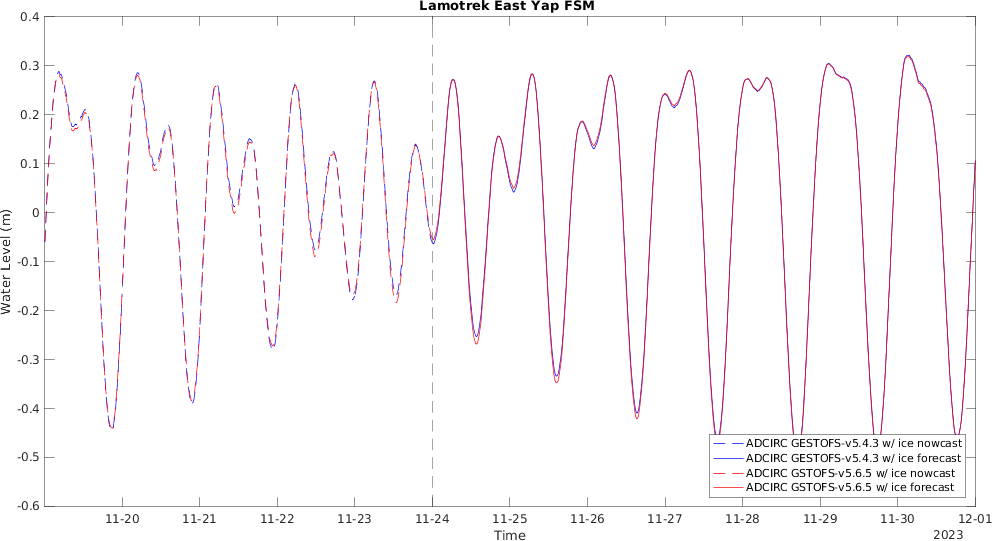 Lamotrek East Yap FSM
Water Level (m)
0.4
0.3
0.2
0.1
0
-0.1
-0.2
-0.3
-0.4
-0.5
-0.6
ADCIRC GESTOFS-v5.4.3 w/ ice nowcast
ADCIRC GESTOFS-v5.4.3 w/ ice forecast
ADCIRC GSTOFS-v5.6.5 w/ ice nowcast
ADCIRC GSTOFS-v5.6.5 w/ ice forecast
11-20 11-21 11-22 11-23 11-24 11-25 11-26 11-27 11-28 11-29 11-30 12-01
Time
2023